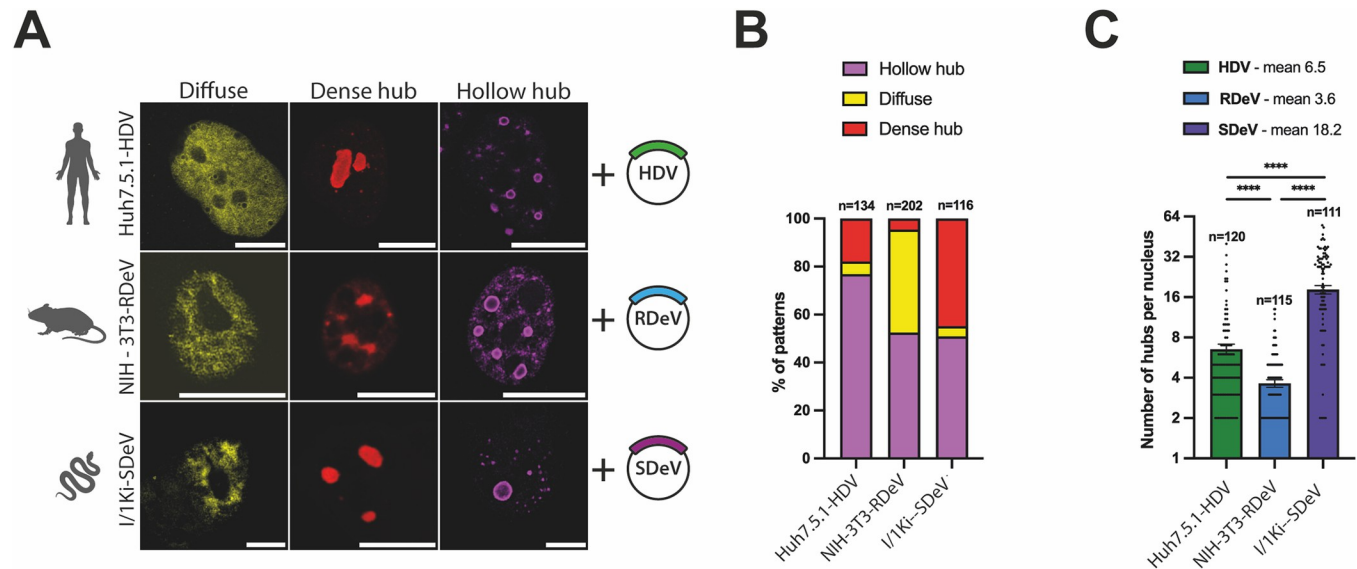 A
Diffuse
Dense hub
Hollow hub
Huh7.5.1-HDV
+
HDV
NIH - 3T3-RDeV
+
RDeV
I/1Ki-SDeV
+
SDeV
B
Hollow hub
Diffuse
Dense hub
n=134
n=202
n=116
% of patterns
100
80
60
40
20
0
Huh7.5.1-HDV
NIH-3T3-RDeV
I/1Ki--SDeV
C
HDV - mean 6.5
RDeV - mean 3.6
SDeV - mean 18.2
****
****
****
n=120
n=115
n=111
Number of hubs per nucleus
64
32
16
8
4
2
1
Huh7.5.1-HDV
NIH-3T3-RDeV
I/1Ki--SDeV